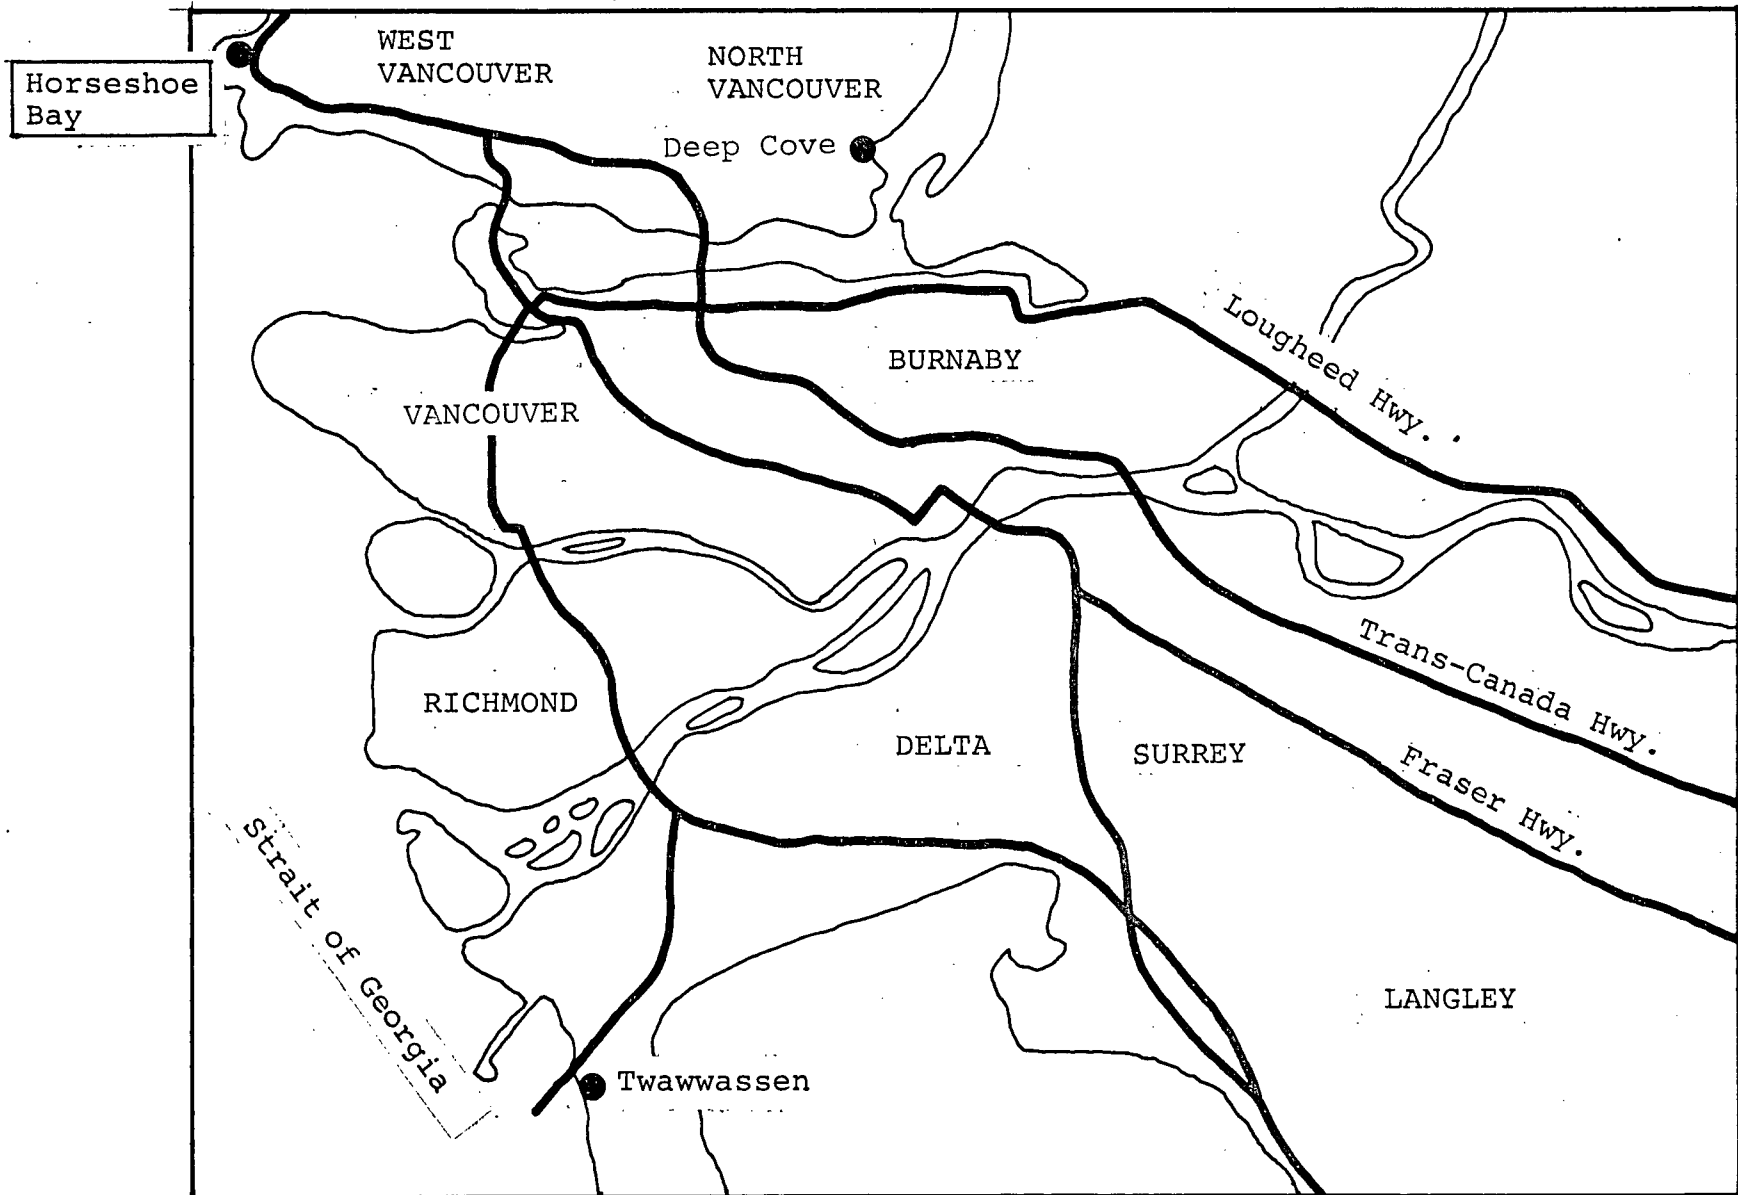 WEST
VANCOUVER
NORTH
VANCOUVER
Horseshoe
Bay
Deep Cove
Lougheed Hwy.
BURNABY
VANCOUVER
Trans-Canada Hwy.
RICHMOND
DELTA
SURREY
Fraser Hwy.
Strait of Georgia
LANGLEY
Twawwassen